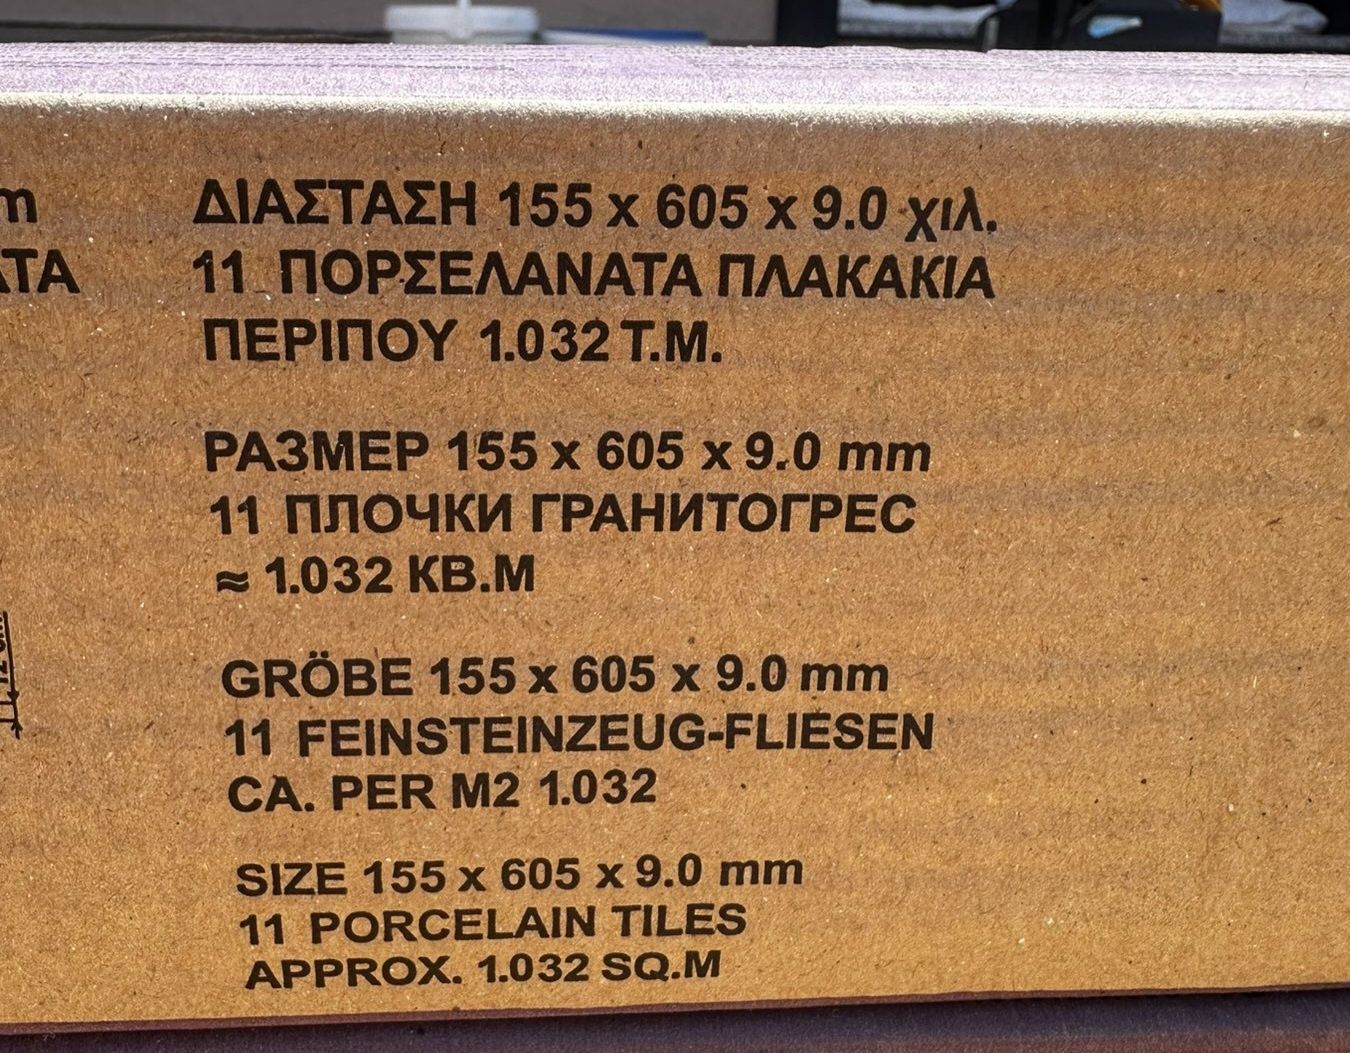 m
ΔΙΑΣΤΑΣΗ 155 x 605 x 9.0 χιλ.
ΑΤΑ
11 ΠΟΡΣΕΛΑΝΑΤΑ ΠΛΑΚΑΚΙΑ
ΠΕΡΙΠΟΥ 1.032 Τ.Μ.
РАЗМЕР 155 x 605 x 9.0 mm
11 ПЛОЧКИ ГРАНИТОГРЕС
≈ 1.032 КВ.М
GRÖBE 155 x 605 x 9.0 mm
11 FEINSTEINZEUG-FLIESEN
CA. PER M2 1.032
SIZE 155 x 605 x 9.0 mm
11 PORCELAIN TILES
APPROX. 1.032 SQ.M